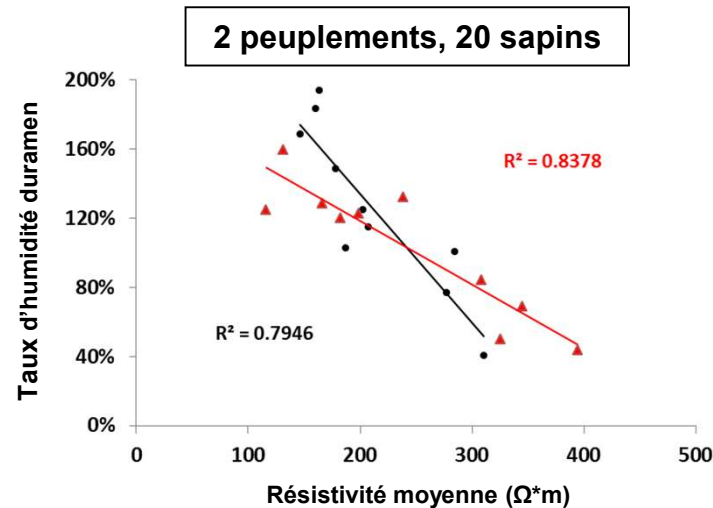 2 peuplements, 20 sapins
200%
160%
120%
80%
40%
0%
Taux d'humidité duramen
R² = 0.8378
R² = 0.7946
0
100
200
300
400
500
Résistivité moyenne (Ω*m)